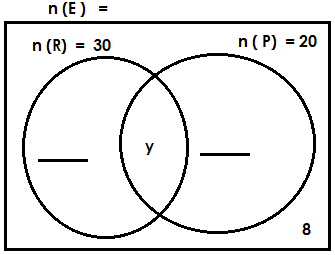 n (E ) =
n (R) = 30
n ( P) = 20
y
8